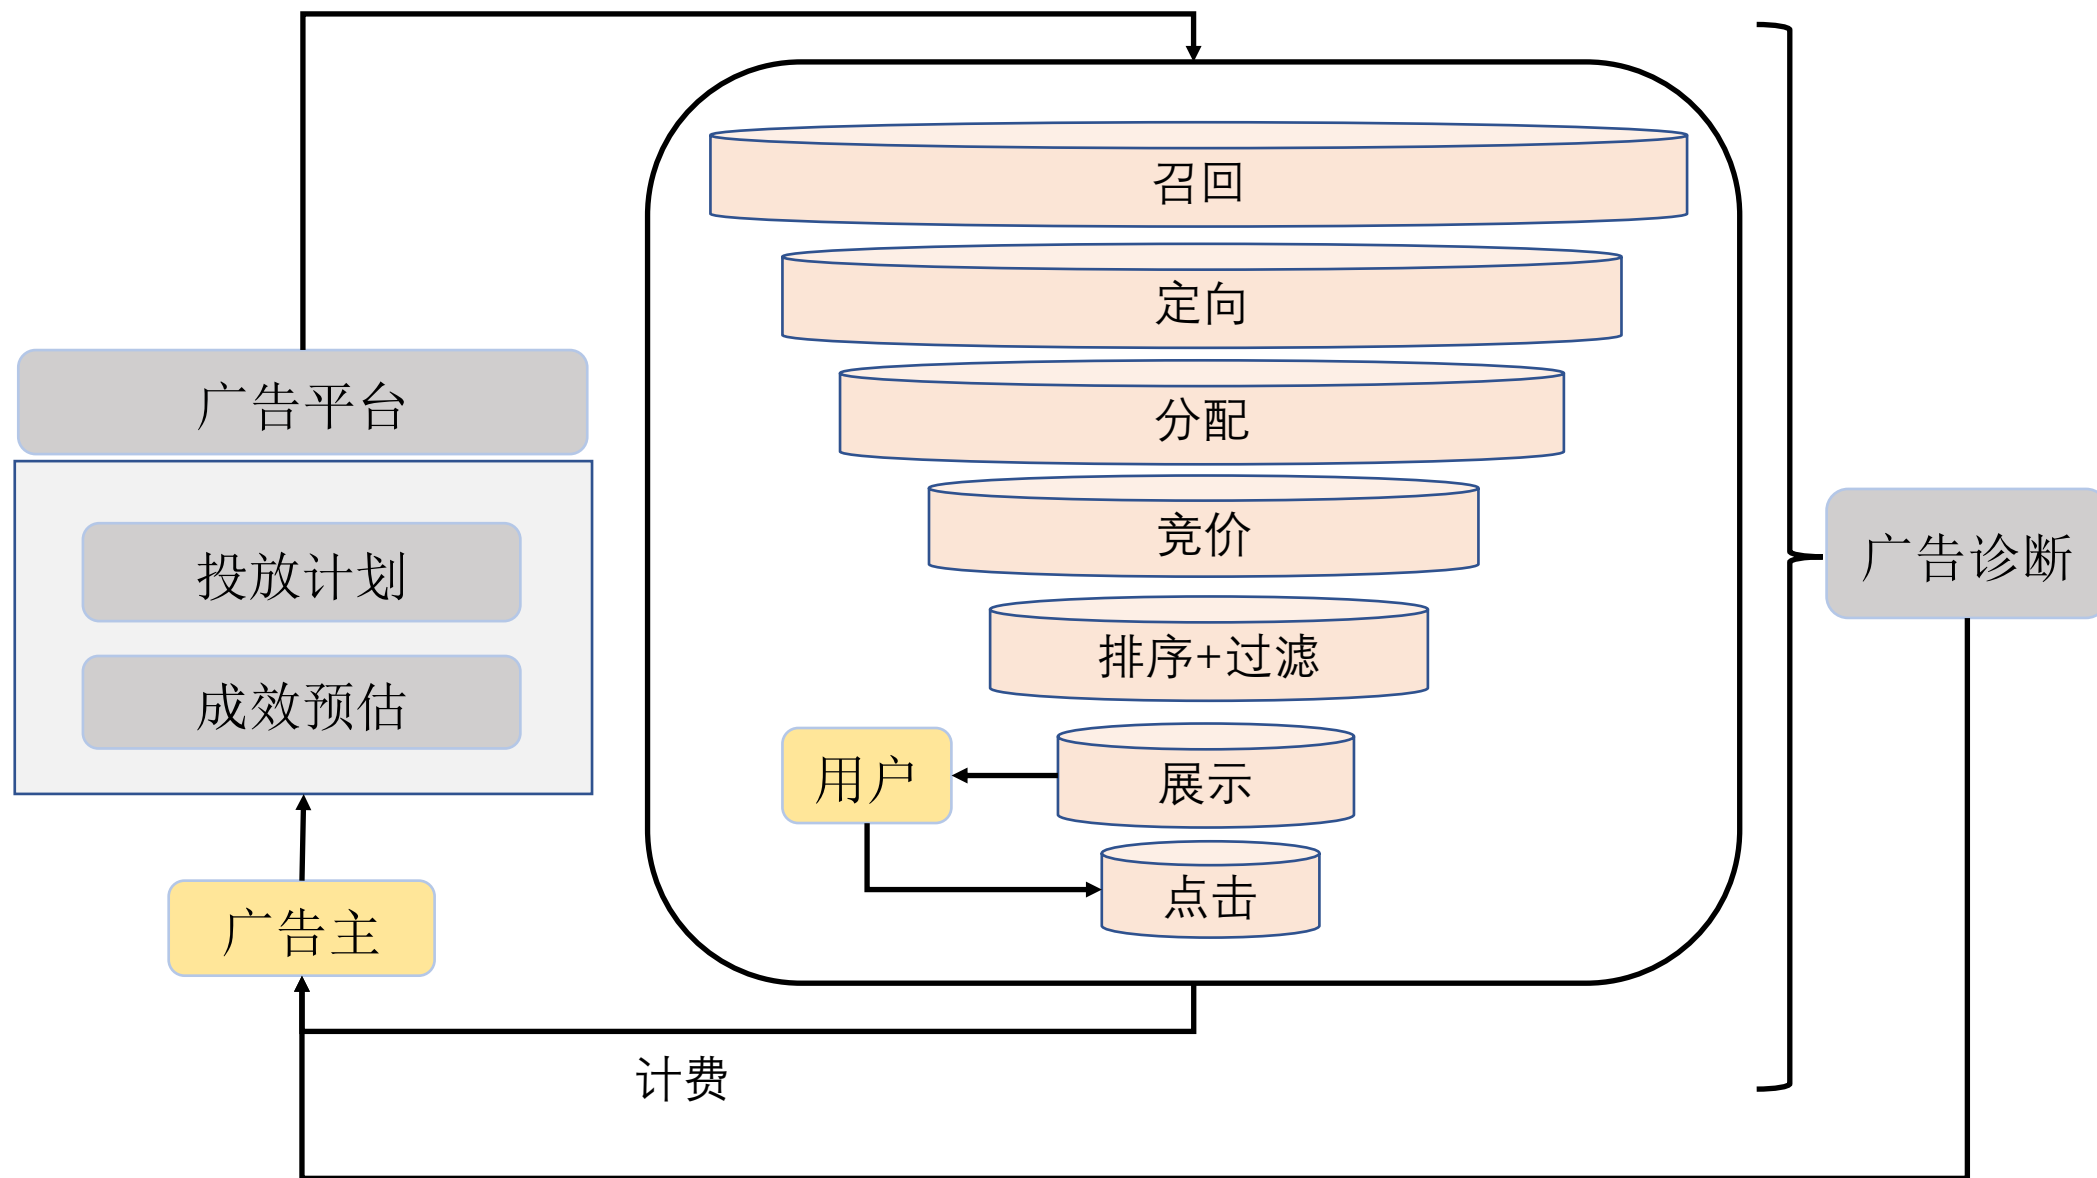 召回
定向
分配
竞价
排序+过滤
展示
点击
用户
广告平台
投放计划
成效预估
广告主
计费
广告诊断